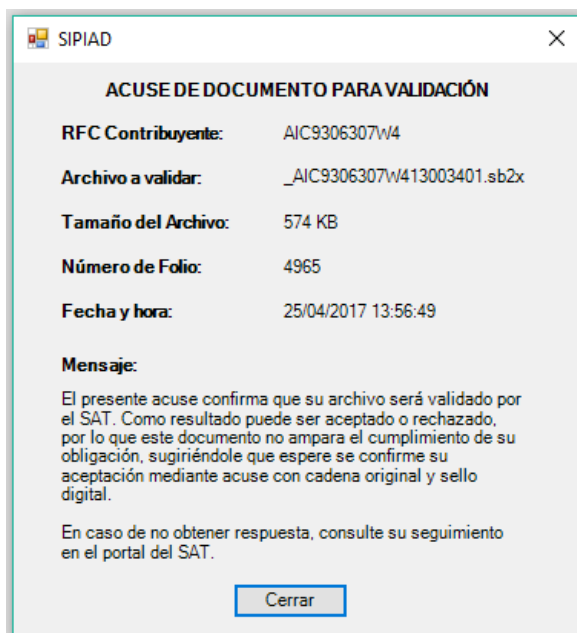 SIPIAD
ACUSE DE DOCUMENTO PARA VALIDACIÓN
RFC Contribuyente: AIC9306307W4
Archivo a validar: _AIC9306307W413003401.sb2x
Tamaño del Archivo: 574 KB
Número de Folio: 4965
Fecha y hora: 25/04/2017 13:56:49
Mensaje:
El presente acuse confirma que su archivo será validado por
el SAT. Como resultado puede ser aceptado o rechazado,
por lo que este documento no ampara el cumplimiento de su
obligación, sugiriéndole que espere se confirme su
aceptación mediante acuse con cadena original y sello
digital.
En caso de no obtener respuesta, consulte su seguimiento
en el portal del SAT.
Cerrar